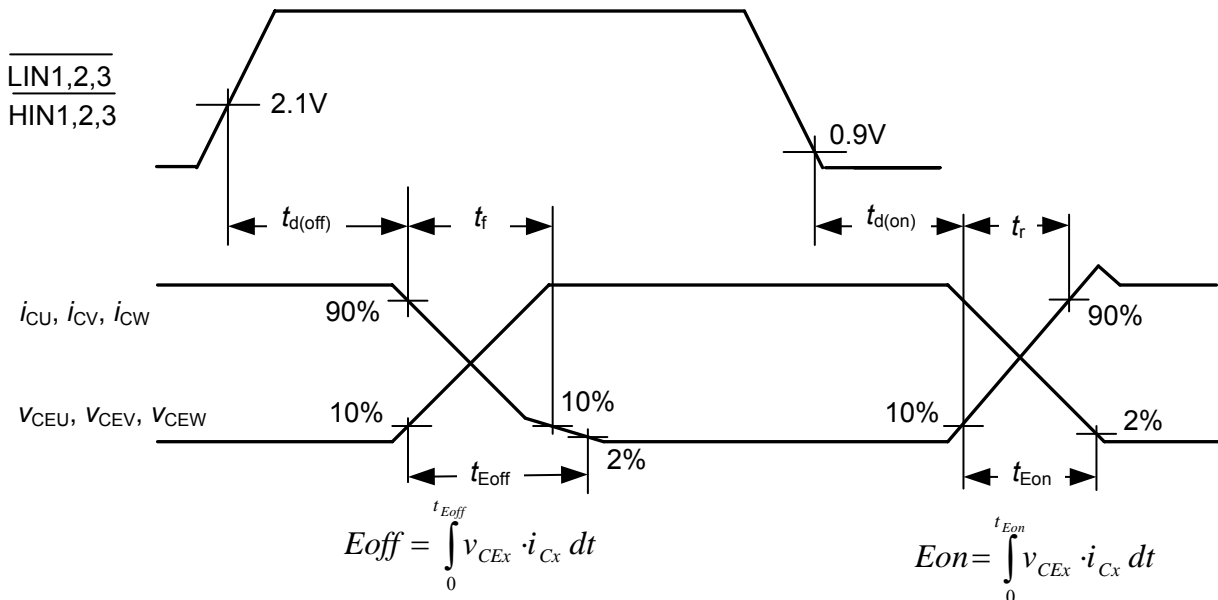 LIN1,2,3
HIN1,2,3
2.1V
0.9V
td(off)
tf
td(on)
tr
iCU, iCV, iCW
90%
90%
vCEU, vCEV, vCEW
10%
10%
10%
2%
2%
tEoff
tEon
Eoff = ∫0tEoff vCEx · iCx dt
Eon = ∫0tEon vCEx · iCx dt